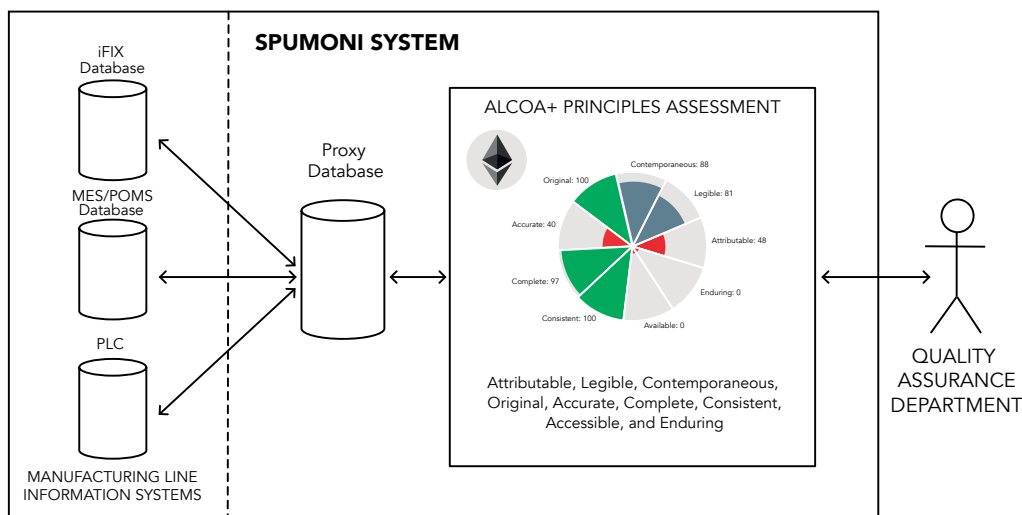 SPUMONI SYSTEM
iFIX
Database
MES/POMS
Database
PLC
MANUFACTURING LINE
INFORMATION SYSTEMS
Proxy
Database
ALCOA+ PRINCIPLES ASSESSMENT
Contemporaneous: 88
Original: 100
Legible: 81
Accurate: 40
Attributable: 48
Complete: 97
Enduring: 0
Consistent: 100
Available: 0
Attributable, Legible, Contemporaneous,
Original, Accurate, Complete, Consistent,
Accessible, and Enduring
QUALITY
ASSURANCE
DEPARTMENT